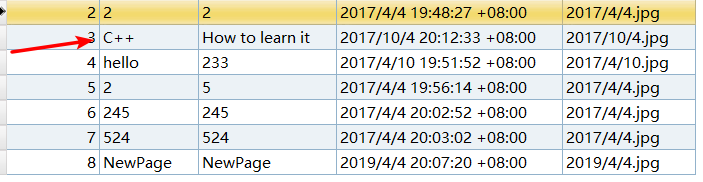 2 2 2 2017/4/4 19:48:27 +08:00 2017/4/4.jpg
3 C++ How to learn it 2017/10/4 20:12:33 +08:00 2017/10/4.jpg
4 hello 233 2017/4/10 19:51:52 +08:00 2017/4/10.jpg
5 2 5 2017/4/4 19:56:14 +08:00 2017/4/4.jpg
6 245 245 2017/4/4 20:02:52 +08:00 2017/4/4.jpg
7 524 524 2017/4/4 20:03:02 +08:00 2017/4/4.jpg
8 NewPage NewPage 2019/4/4 20:07:20 +08:00 2019/4/4.jpg